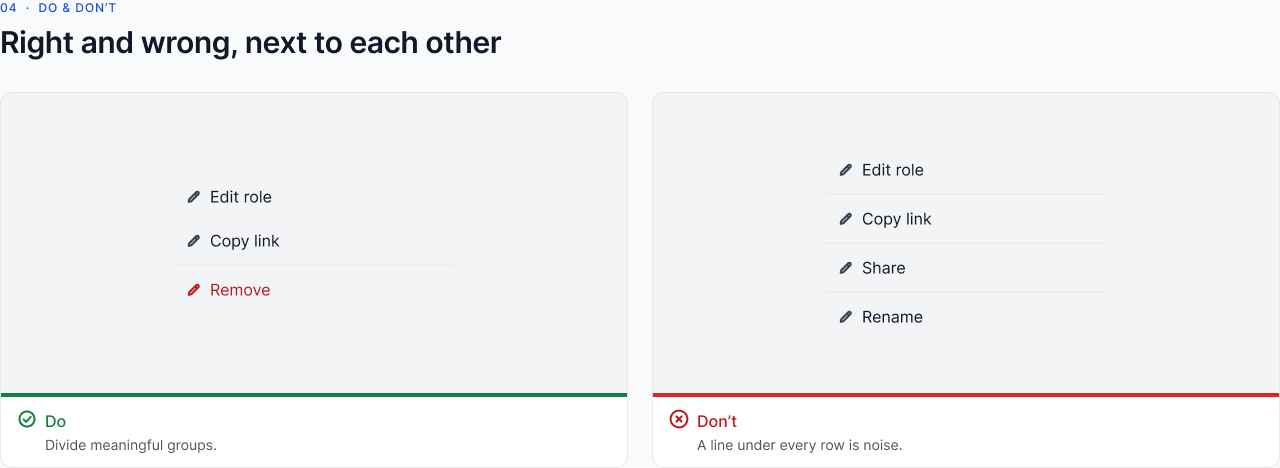 04 · DO & DON’T
Right and wrong, next to each other
Edit role
Copy link
Remove
Do
Divide meaningful groups.
Edit role
Copy link
Share
Rename
Don’t
A line under every row is noise.